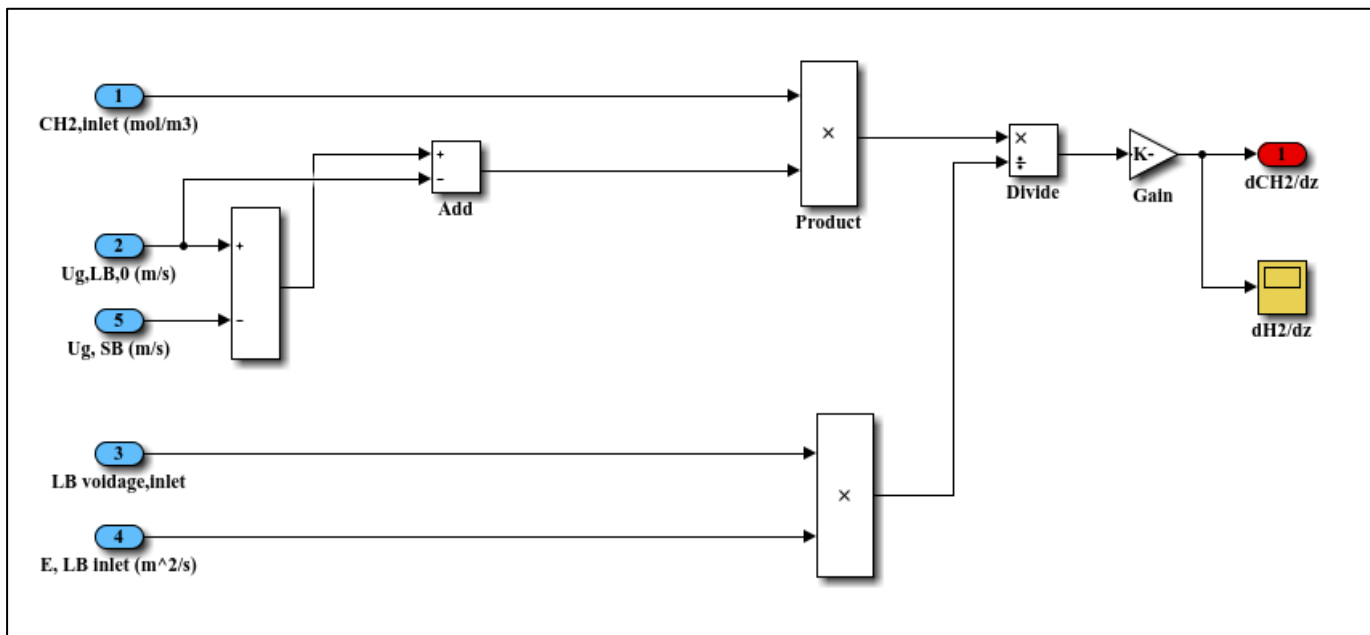 1
CH2,inlet (mol/m3)
+
−
Add
×
Product
×
÷
Divide
-K-
Gain
1
dCH2/dz
2
Ug,LB,0 (m/s)
+
5
Ug, SB (m/s)
−
dH2/dz
3
LB voidage,inlet
×
4
E, LB inlet (m^2/s)